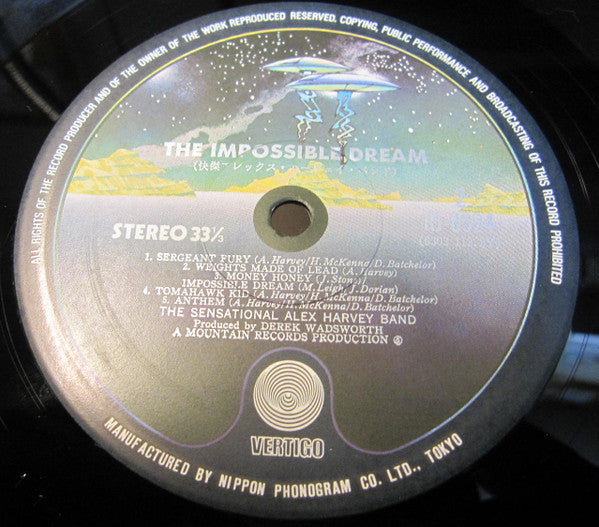 ALL RIGHTS OF THE RECORD PRODUCER AND OF THE OWNER OF THE WORK REPRODUCED RESERVED. COPYING, PUBLIC PERFORMANCE AND BROADCASTING OF THIS RECORD PROHIBITED
THE IMPOSSIBLE DREAM
STEREO 33⅓
1. SERGEANT FURY (A. Harvey/H. McKenna/D. Batchelor)
2. WEIGHTS MADE OF LEAD (A. Harvey)
3. MONEY HONEY (J. Stone)
IMPOSSIBLE DREAM (M. Leigh/J. Dorian)
4. TOMAHAWK KID (A. Harvey/H. McKenna/D. Batchelor)
5. ANTHEM (A. Harvey/H. McKenna/D. Batchelor)
THE SENSATIONAL ALEX HARVEY BAND
Produced by DEREK WADSWORTH
A MOUNTAIN RECORDS PRODUCTION Ⓐ
VERTIGO
MANUFACTURED BY NIPPON PHONOGRAM CO. LTD., TOKYO